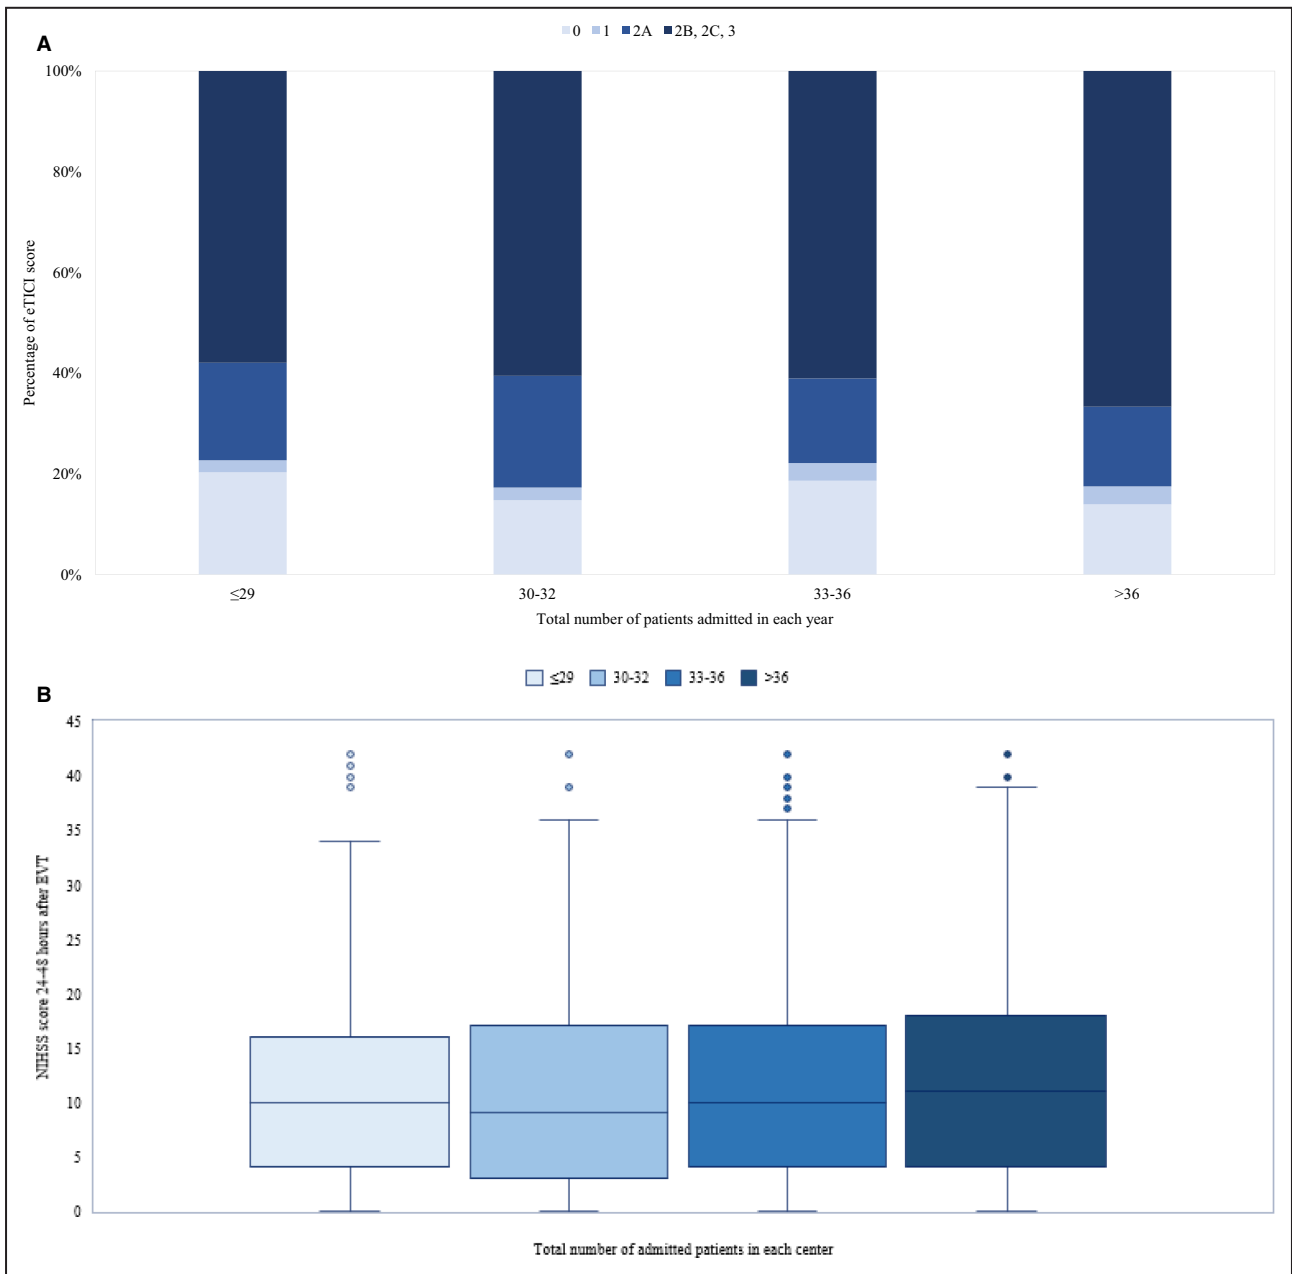 A
0 1 2A 2B, 2C, 3
100%
80%
60%
40%
20%
0%
Percentage of eTICI score
≤29 30-32 33-36 >36
Total number of patients admitted in each year
≤29 30-32 33-36 >36
B
45
40
35
30
25
20
15
10
5
0
NIHSS score 24-48 hours after EVT
Total number of admitted patients in each center